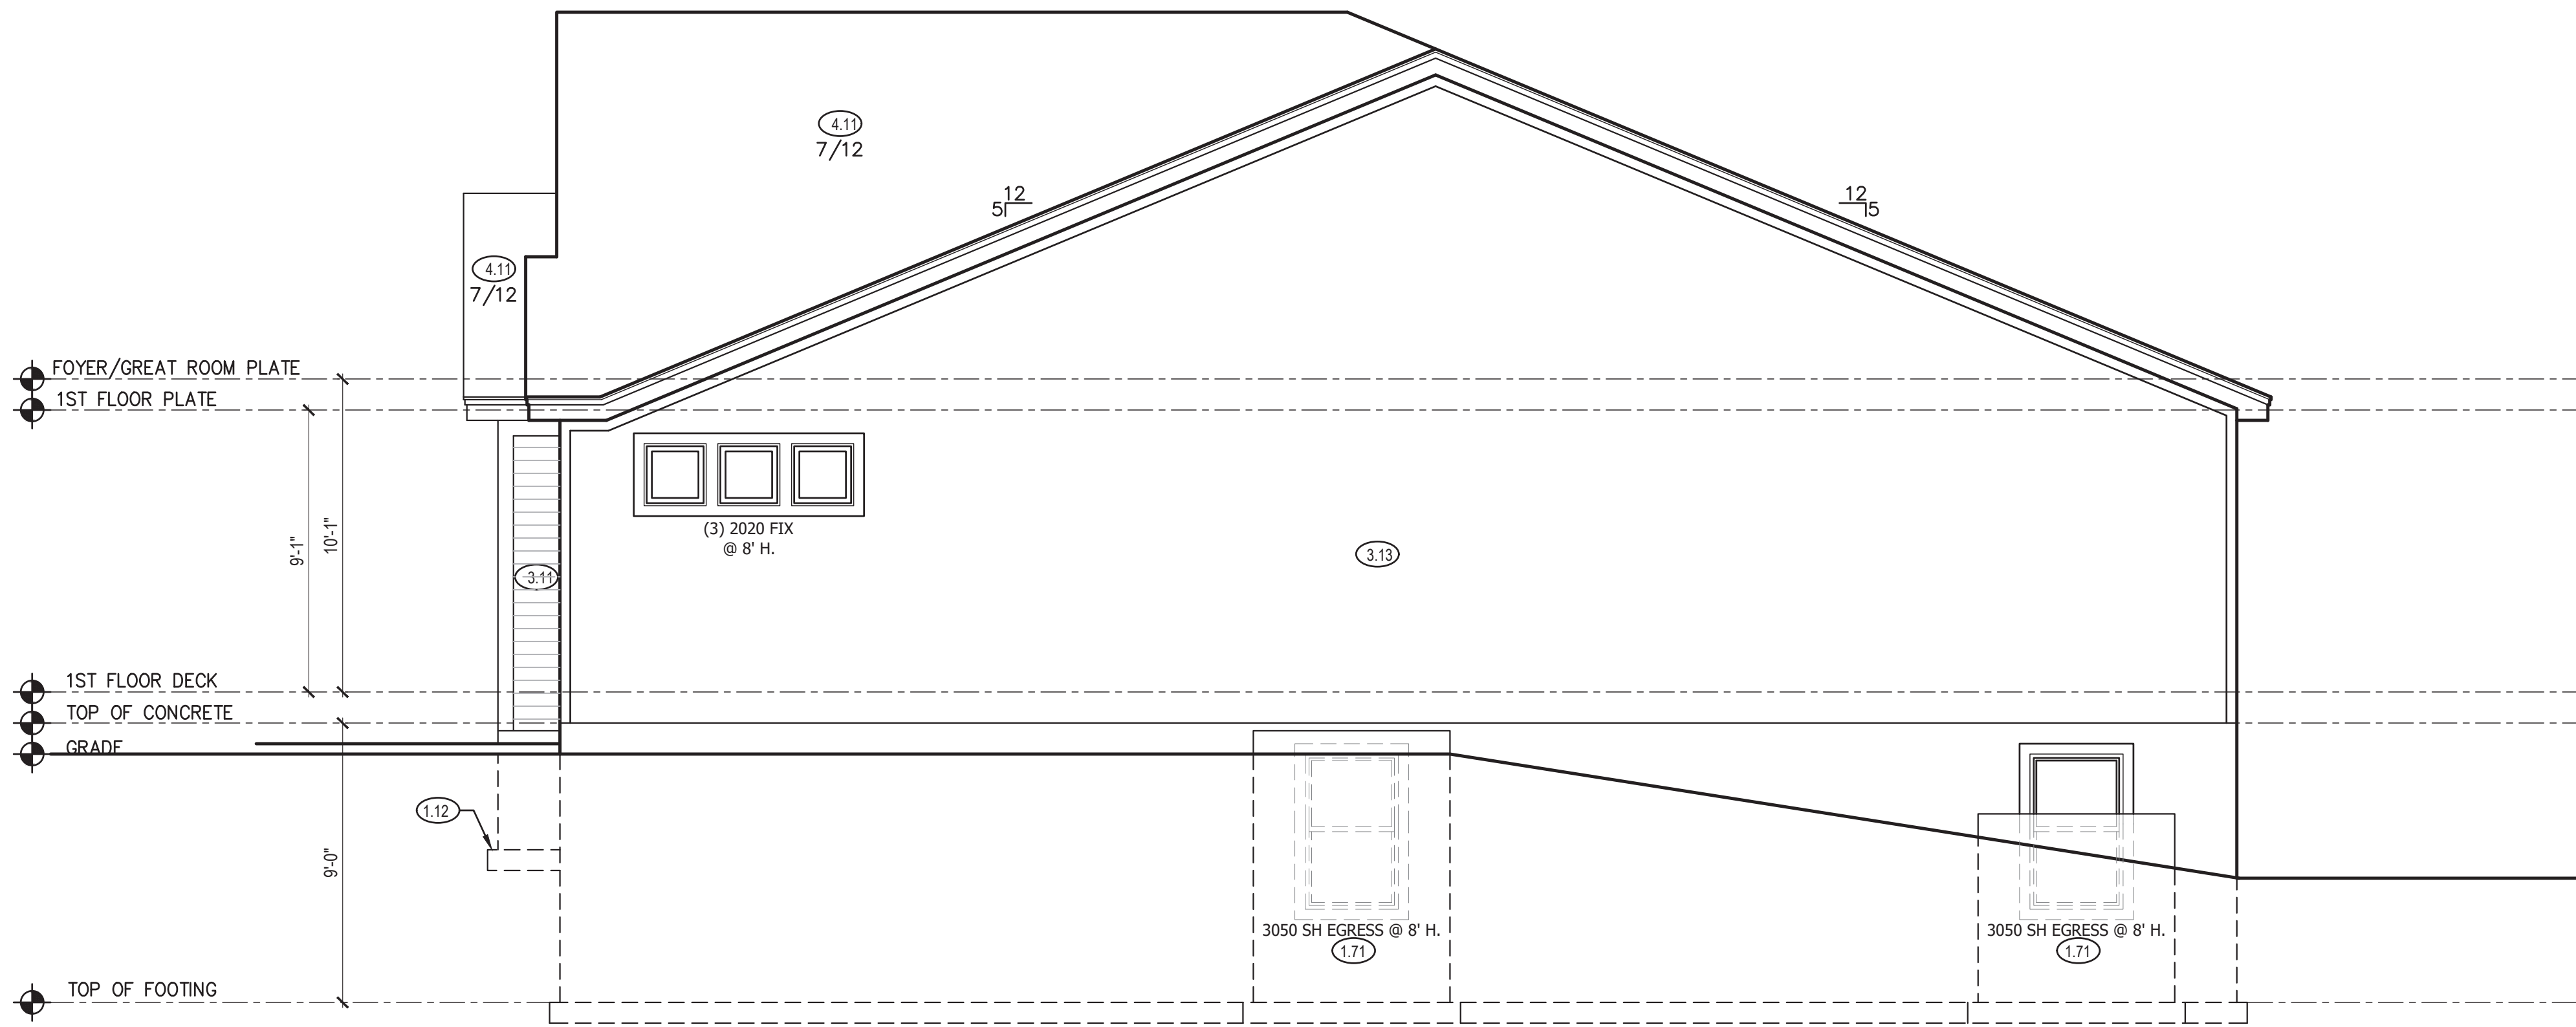 4.11
7/12
12
5
12
5
4.11
7/12
FOYER/GREAT ROOM PLATE
1ST FLOOR PLATE
(3) 2020 FIX
@ 8' H.
9'-1"
10'-1"
3.13
3.11
1ST FLOOR DECK
TOP OF CONCRETE
GRADE
1.12
9'-0"
3050 SH EGRESS @ 8' H.
1.71
3050 SH EGRESS @ 8' H.
1.71
TOP OF FOOTING